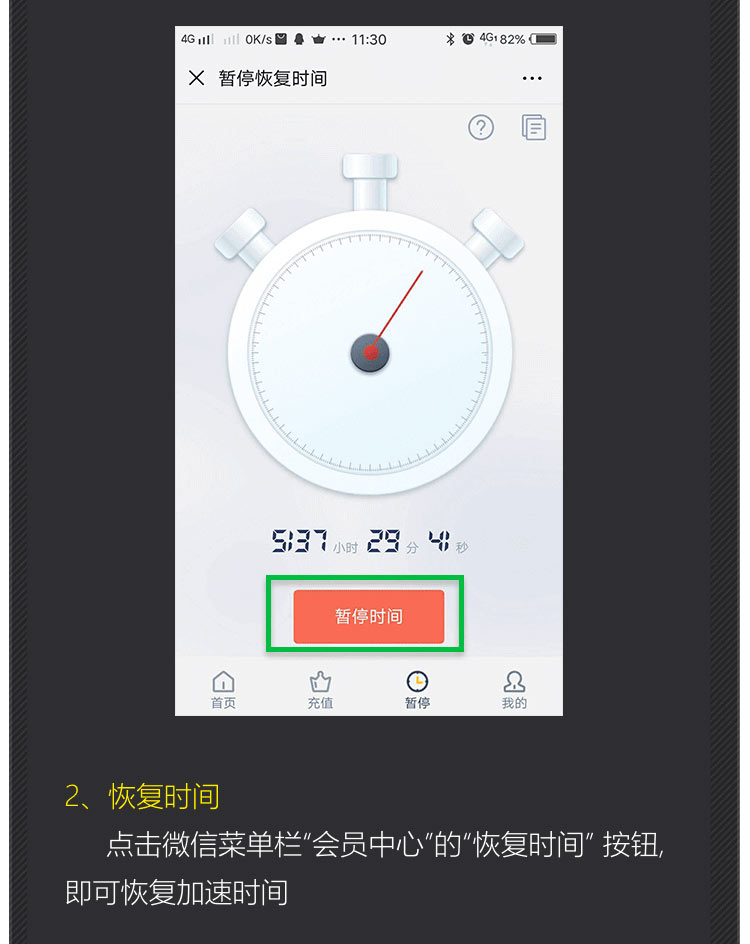 4G 0K/s ··· 11:30 4G 82%
暂停恢复时间 ···
?
5137 小时 29 分 41 秒
暂停时间
首页 充值 暂停 我的
2、恢复时间
点击微信菜单栏“会员中心”的“恢复时间” 按钮,
即可恢复加速时间